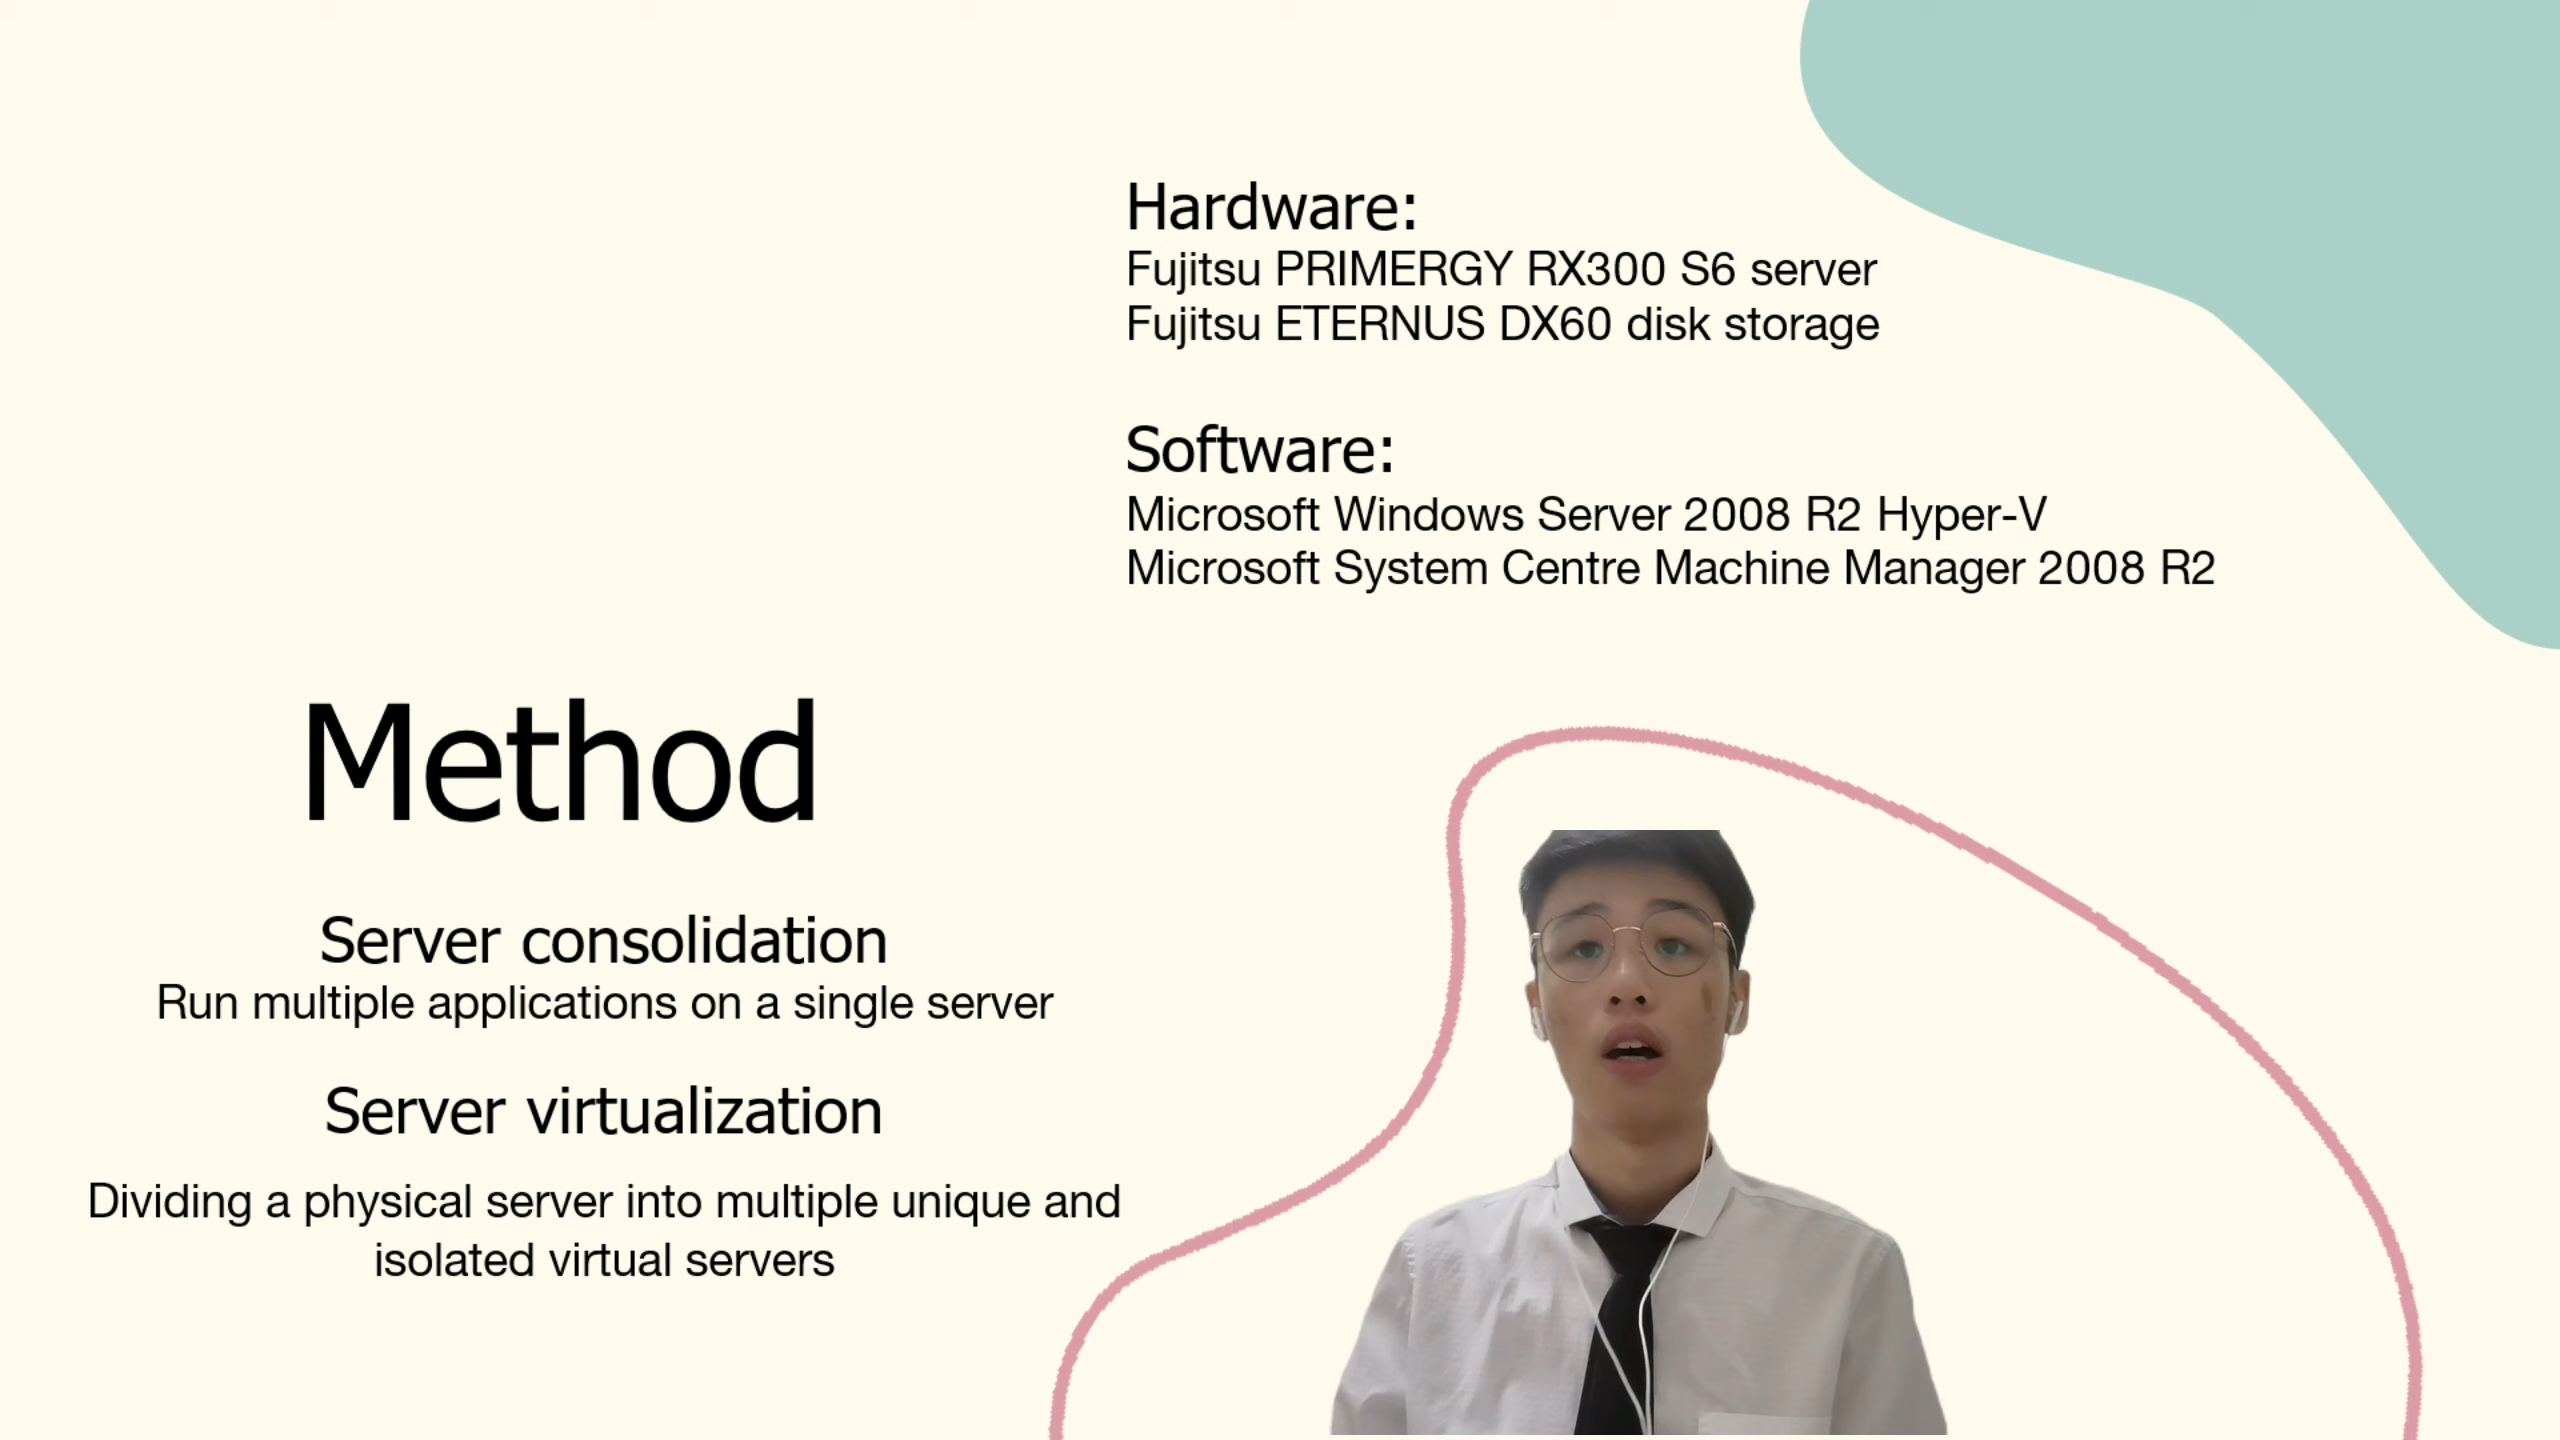 Hardware:
Fujitsu PRIMERGY RX300 S6 server
Fujitsu ETERNUS DX60 disk storage
Software:
Microsoft Windows Server 2008 R2 Hyper-V
Microsoft System Centre Machine Manager 2008 R2
Method
Server consolidation
Run multiple applications on a single server
Server virtualization
Dividing a physical server into multiple unique and
isolated virtual servers